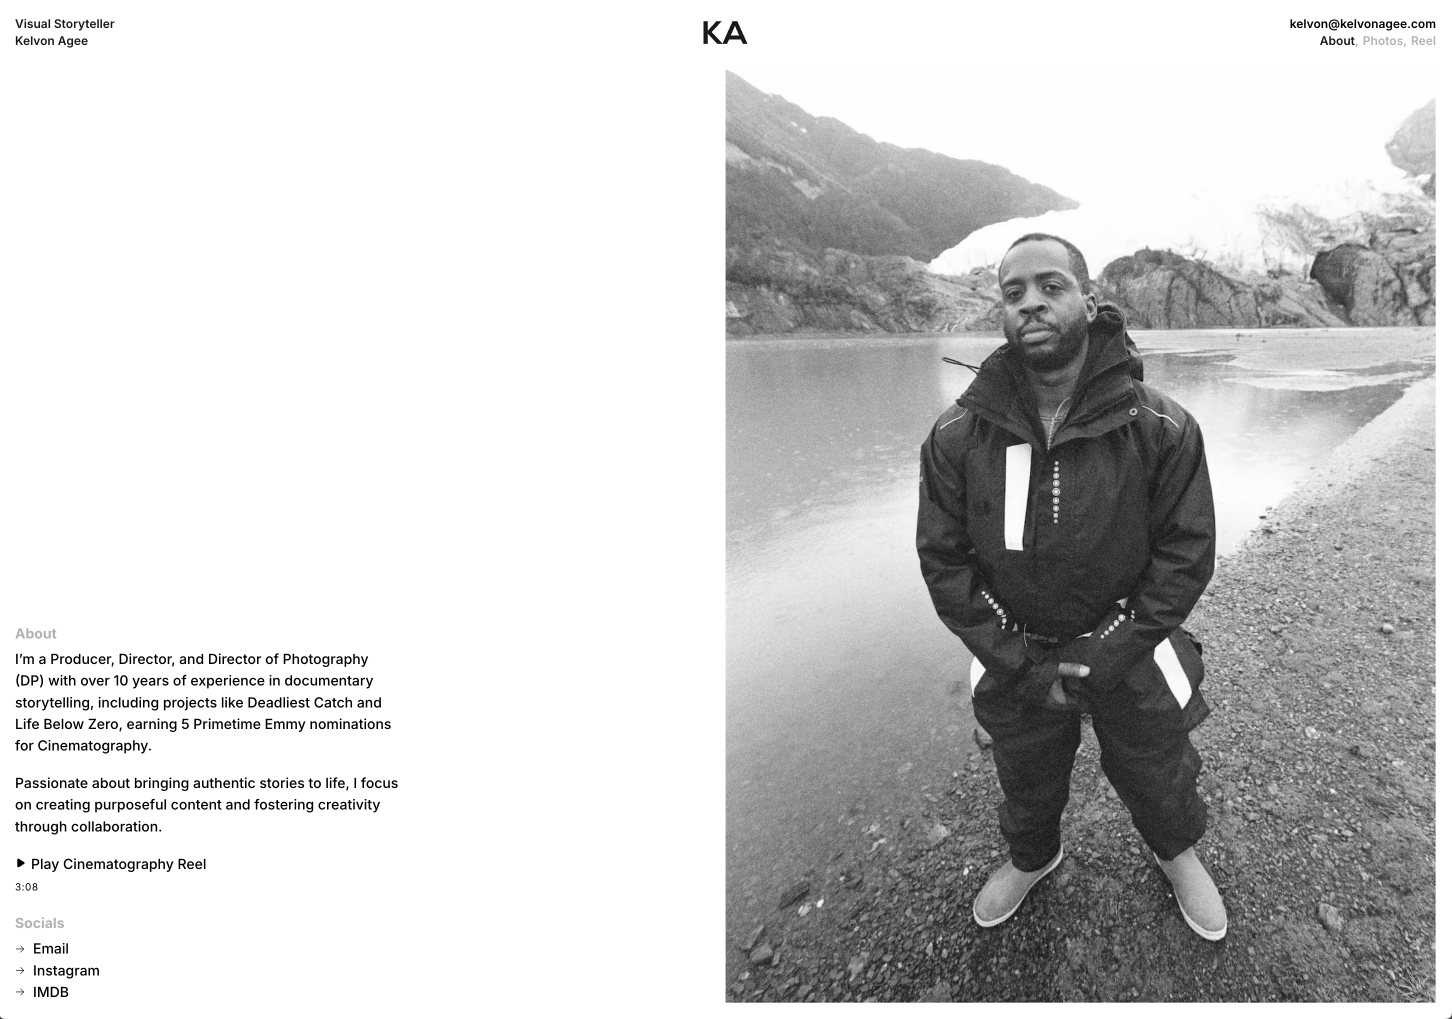 Visual Storyteller
Kelvon Agee
KA
kelvon@kelvonagee.com
About, Photos, Reel
About
I’m a Producer, Director, and Director of Photography
(DP) with over 10 years of experience in documentary
storytelling, including projects like Deadliest Catch and
Life Below Zero, earning 5 Primetime Emmy nominations
for Cinematography.
Passionate about bringing authentic stories to life, I focus
on creating purposeful content and fostering creativity
through collaboration.
Play Cinematography Reel
3:08
Socials
→ Email
→ Instagram
→ IMDB